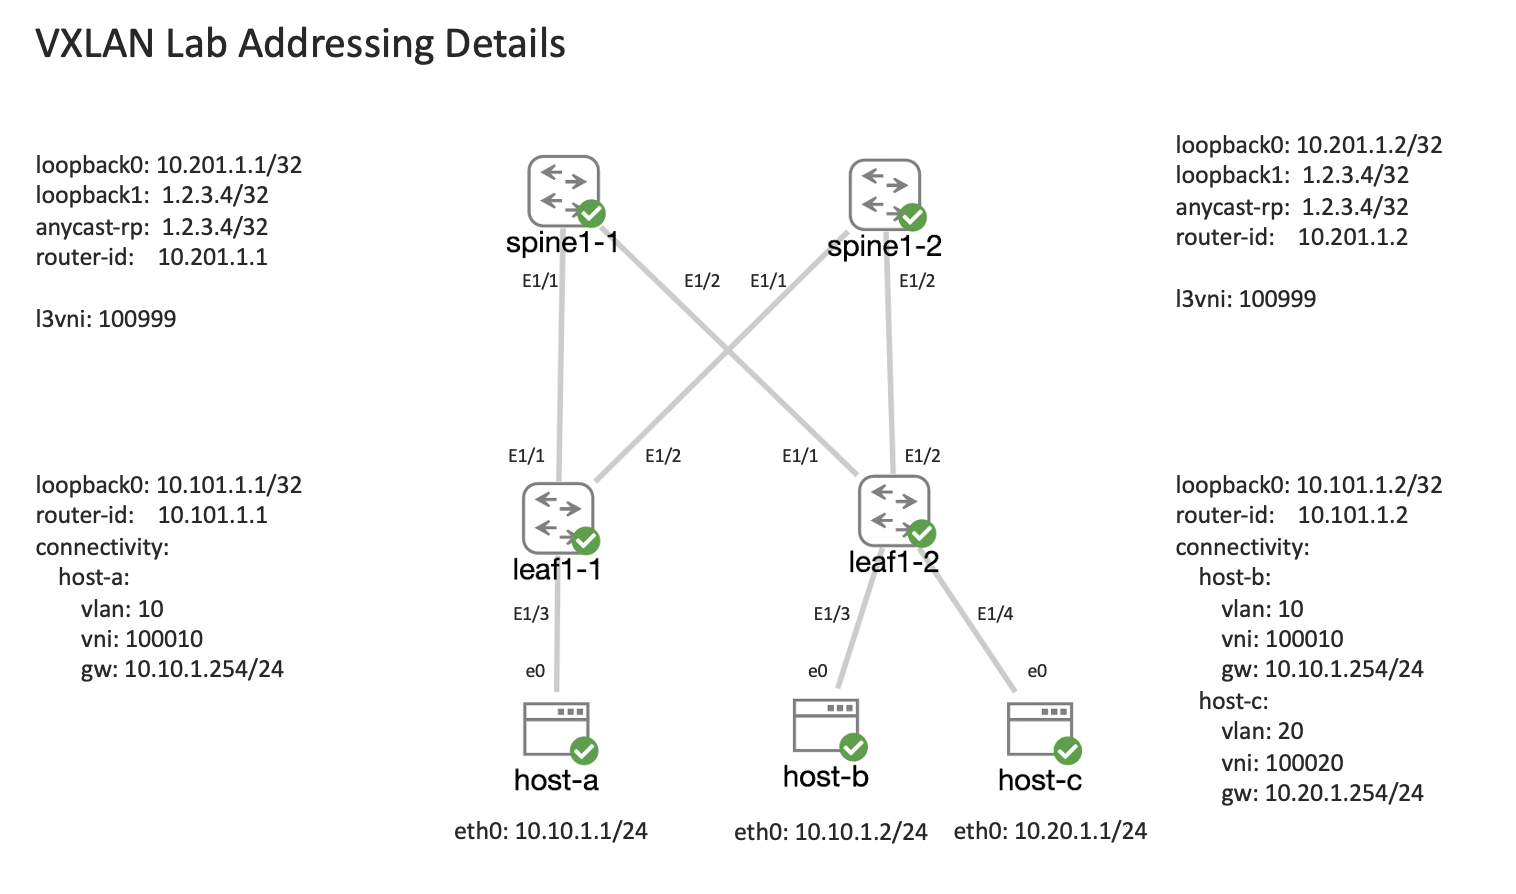 VXLAN Lab Addressing Details
loopback0: 10.201.1.1/32
loopback1: 1.2.3.4/32
anycast-rp: 1.2.3.4/32
router-id: 10.201.1.1
l3vni: 100999
spine1-1
spine1-2
loopback0: 10.201.1.2/32
loopback1: 1.2.3.4/32
anycast-rp: 1.2.3.4/32
router-id: 10.201.1.2
l3vni: 100999
E1/1
E1/2
E1/1
E1/2
E1/1
E1/2
E1/1
E1/2
loopback0: 10.101.1.1/32
router-id: 10.101.1.1
connectivity:
host-a:
vlan: 10
vni: 100010
gw: 10.10.1.254/24
leaf1-1
leaf1-2
E1/3
E1/3
E1/4
e0
e0
e0
loopback0: 10.101.1.2/32
router-id: 10.101.1.2
connectivity:
host-b:
vlan: 10
vni: 100010
gw: 10.10.1.254/24
host-c:
vlan: 20
vni: 100020
gw: 10.20.1.254/24
host-a
host-b
host-c
eth0: 10.10.1.1/24
eth0: 10.10.1.2/24
eth0: 10.20.1.1/24